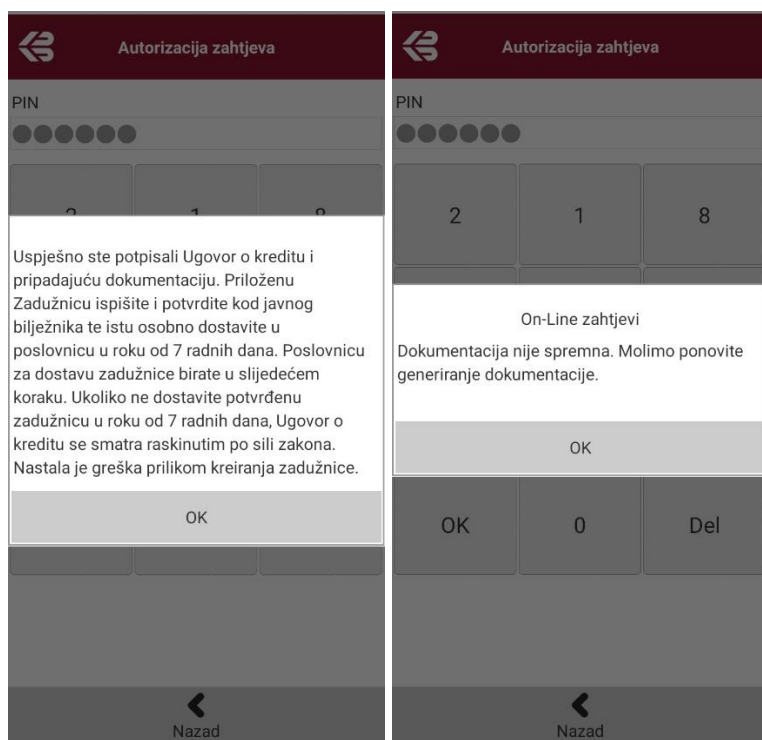 Autorizacija zahtjeva
PIN
2
1
8
Uspješno ste potpisali Ugovor o kreditu i
pripadajuću dokumentaciju. Priloženu
Zadužnicu ispišite i potvrdite kod javnog
bilježnika te istu osobno dostavite u
poslovnicu u roku od 7 radnih dana. Poslovnicu
za dostavu zadužnice birate u slijedećem
koraku. Ukoliko ne dostavite potvrđenu
zadužnicu u roku od 7 radnih dana, Ugovor o
kreditu se smatra raskinutim po sili zakona.
Nastala je greška prilikom kreiranja zadužnice.
OK
Nazad
Autorizacija zahtjeva
PIN
2
1
8
On-Line zahtjevi
Dokumentacija nije spremna. Molimo ponovite
generiranje dokumentacije.
OK
OK
0
Del
Nazad